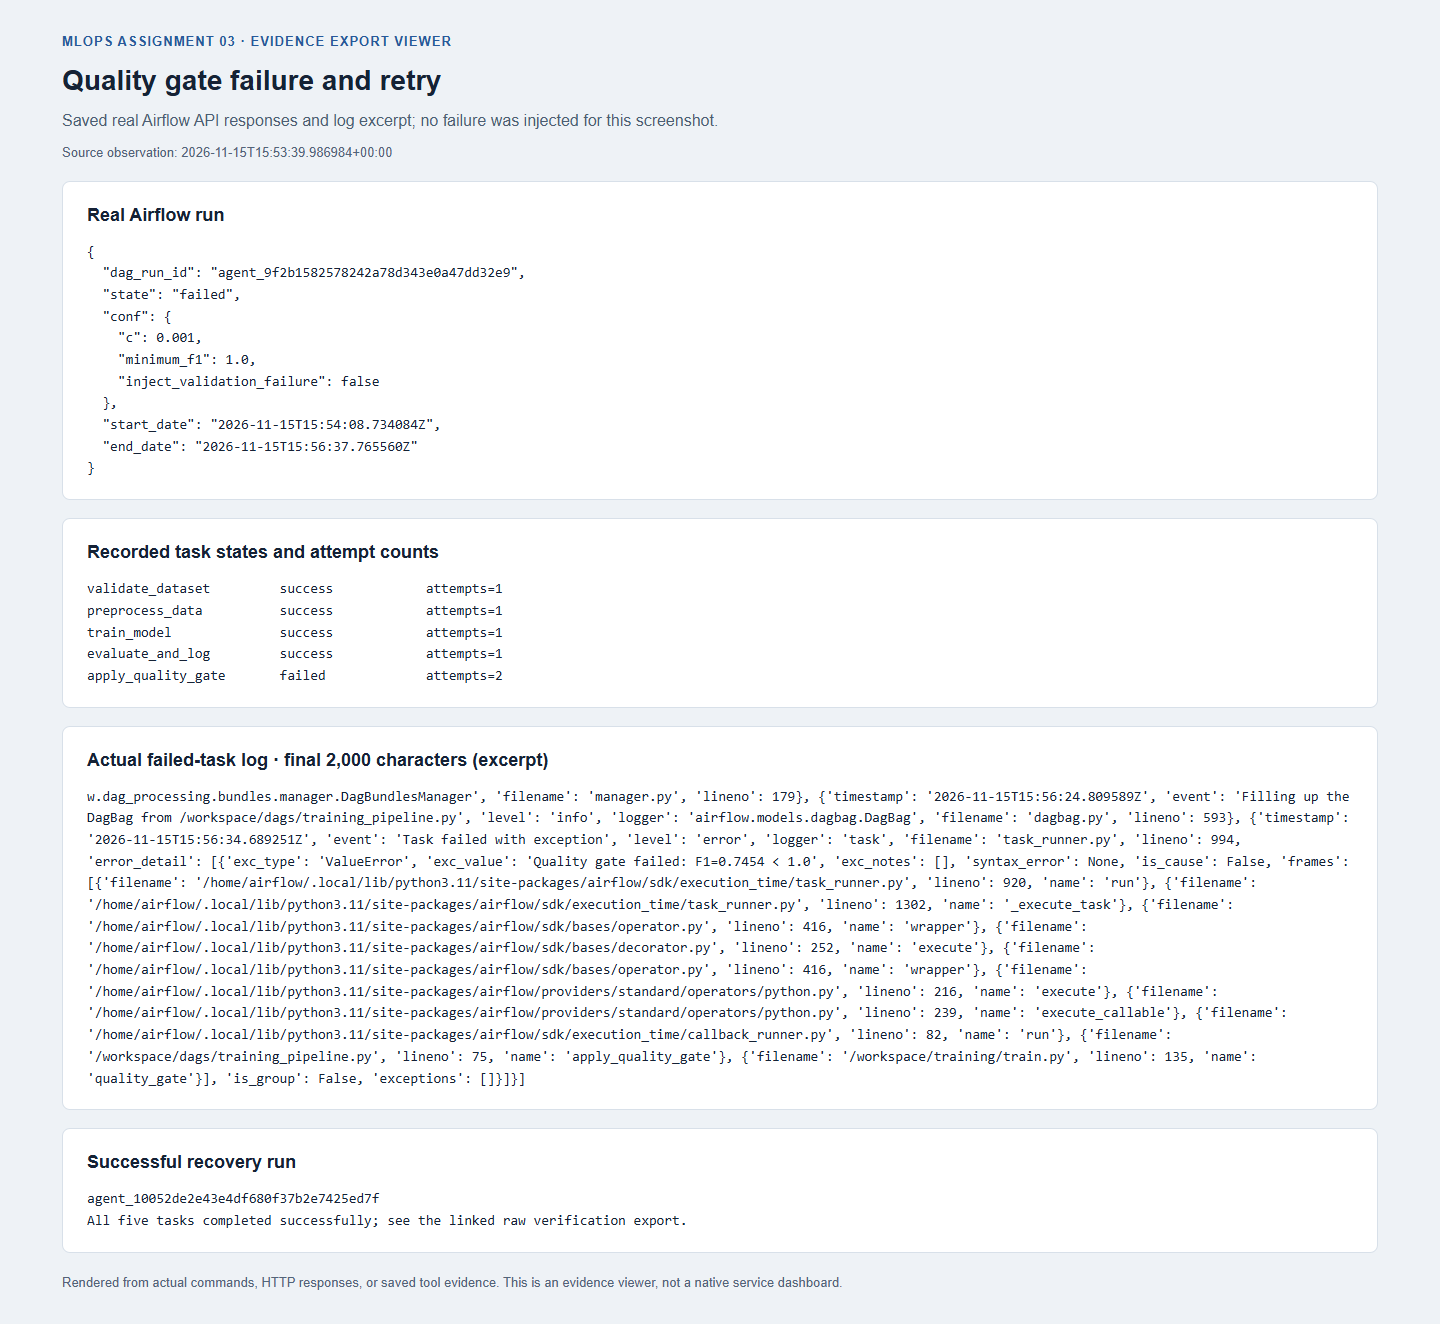 MLOPS ASSIGNMENT 03 · EVIDENCE EXPORT VIEWER
Quality gate failure and retry
Saved real Airflow API responses and log excerpt; no failure was injected for this screenshot.
Source observation: 2026-11-15T15:53:39.986984+00:00
Real Airflow run
{
  "dag_run_id": "agent_9f2b1582578242a78d343e0a47dd32e9",
  "state": "failed",
  "conf": {
    "c": 0.001,
    "minimum_f1": 1.0,
    "inject_validation_failure": false
  },
  "start_date": "2026-11-15T15:54:08.734084Z",
  "end_date": "2026-11-15T15:56:37.765560Z"
}
Recorded task states and attempt counts
validate_dataset         success            attempts=1
preprocess_data          success            attempts=1
train_model              success            attempts=1
evaluate_and_log         success            attempts=1
apply_quality_gate       failed             attempts=2
Actual failed-task log · final 2,000 characters (excerpt)
w.dag_processing.bundles.manager.DagBundlesManager', 'filename': 'manager.py', 'lineno': 179}, {'timestamp': '2026-11-15T15:56:24.809589Z', 'event': 'Filling up the
DagBag from /workspace/dags/training_pipeline.py', 'level': 'info', 'logger': 'airflow.models.dagbag.DagBag', 'filename': 'dagbag.py', 'lineno': 593}, {'timestamp':
'2026-11-15T15:56:34.689251Z', 'event': 'Task failed with exception', 'level': 'error', 'logger': 'task', 'filename': 'task_runner.py', 'lineno': 994,
'error_detail': [{'exc_type': 'ValueError', 'exc_value': 'Quality gate failed: F1=0.7454 < 1.0', 'exc_notes': [], 'syntax_error': None, 'is_cause': False, 'frames':
[{'filename': '/home/airflow/.local/lib/python3.11/site-packages/airflow/sdk/execution_time/task_runner.py', 'lineno': 920, 'name': 'run'}, {'filename':
'/home/airflow/.local/lib/python3.11/site-packages/airflow/sdk/execution_time/task_runner.py', 'lineno': 1302, 'name': '_execute_task'}, {'filename':
'/home/airflow/.local/lib/python3.11/site-packages/airflow/sdk/bases/operator.py', 'lineno': 416, 'name': 'wrapper'}, {'filename':
'/home/airflow/.local/lib/python3.11/site-packages/airflow/sdk/bases/decorator.py', 'lineno': 252, 'name': 'execute'}, {'filename':
'/home/airflow/.local/lib/python3.11/site-packages/airflow/sdk/bases/operator.py', 'lineno': 416, 'name': 'wrapper'}, {'filename':
'/home/airflow/.local/lib/python3.11/site-packages/airflow/providers/standard/operators/python.py', 'lineno': 216, 'name': 'execute'}, {'filename':
'/home/airflow/.local/lib/python3.11/site-packages/airflow/providers/standard/operators/python.py', 'lineno': 239, 'name': 'execute_callable'}, {'filename':
'/home/airflow/.local/lib/python3.11/site-packages/airflow/sdk/execution_time/callback_runner.py', 'lineno': 82, 'name': 'run'}, {'filename':
'/workspace/dags/training_pipeline.py', 'lineno': 75, 'name': 'apply_quality_gate'}, {'filename': '/workspace/training/train.py', 'lineno': 135, 'name':
'quality_gate'}], 'is_group': False, 'exceptions': []}]}]
Successful recovery run
agent_10052de2e43e4df680f37b2e7425ed7f
All five tasks completed successfully; see the linked raw verification export.
Rendered from actual commands, HTTP responses, or saved tool evidence. This is an evidence viewer, not a native service dashboard.